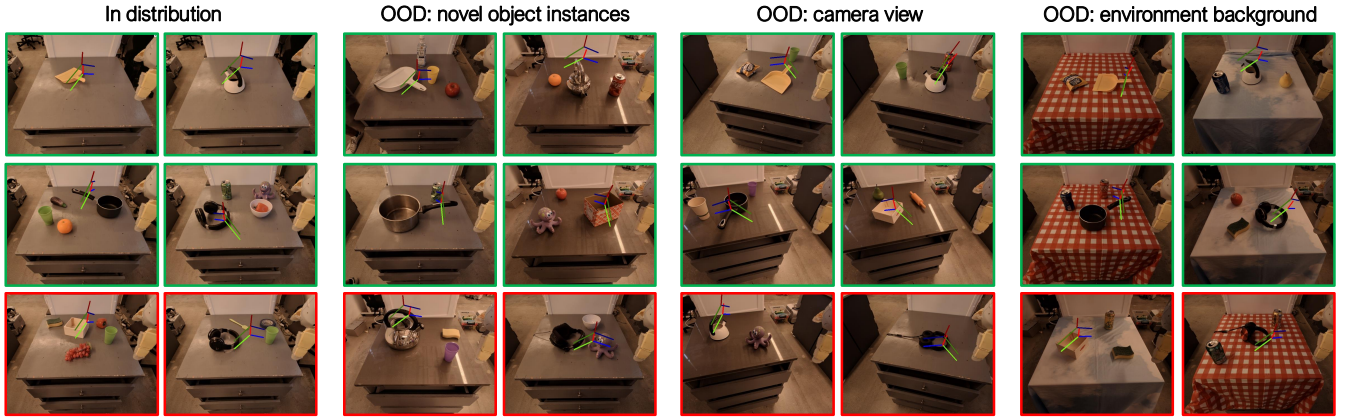 In distribution
OOD: novel object instances
OOD: camera view
OOD: environment background